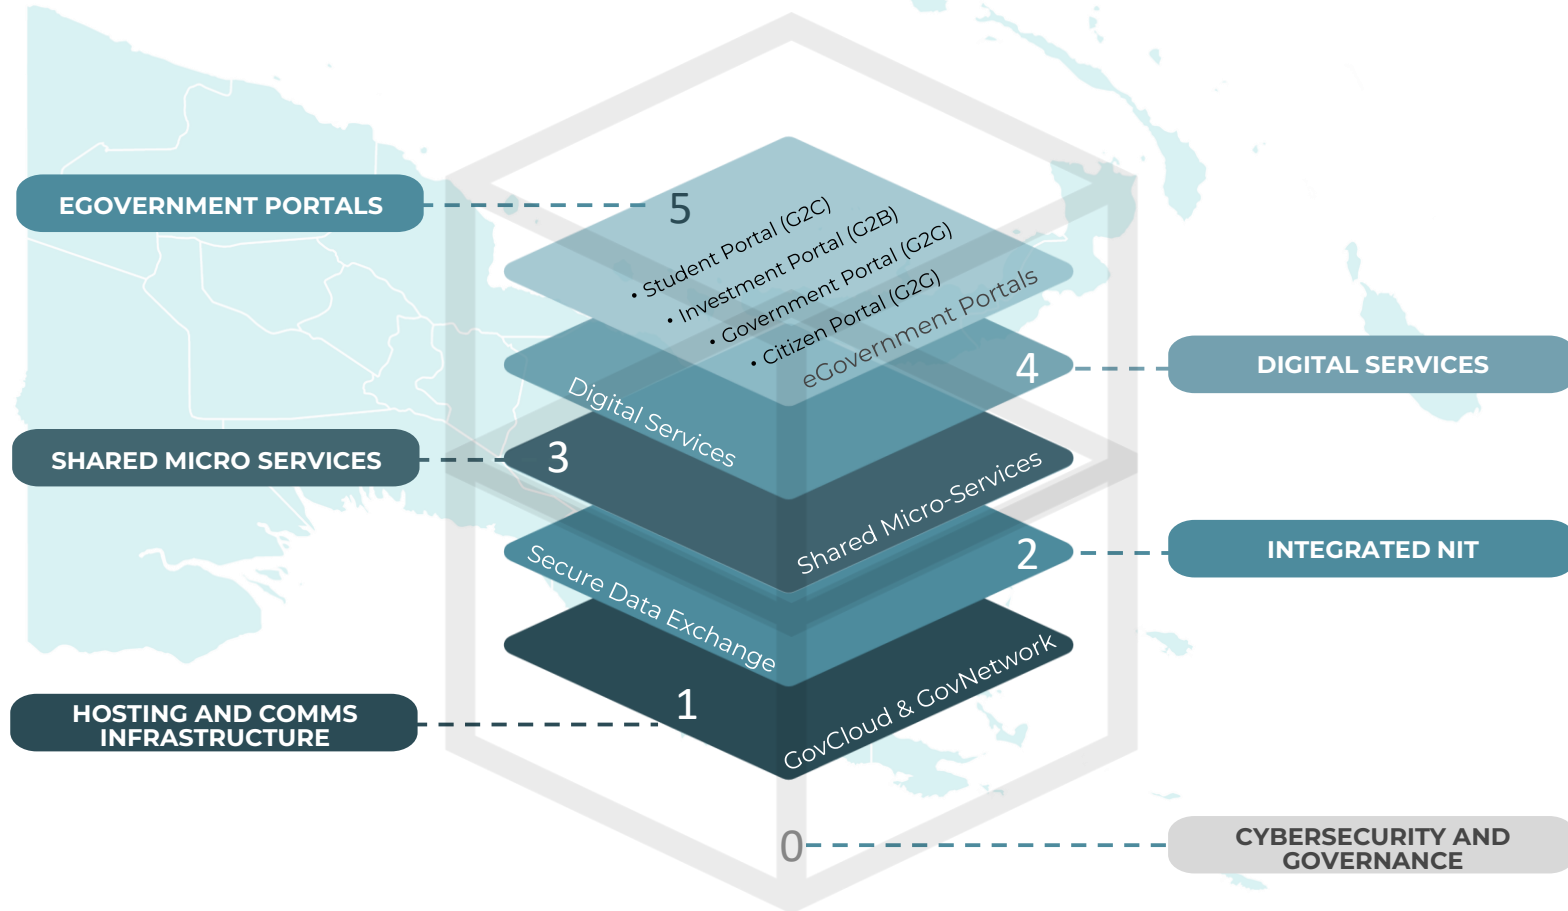 EGOVERNMENT PORTALS
5
• Student Portal (G2C)
• Investment Portal (G2B)
• Government Portal (G2G)
• Citizen Portal (G2G)
eGovernment Portals
4
DIGITAL SERVICES
Digital Services
SHARED MICRO SERVICES
3
Shared Micro-Services
2
INTEGRATED NIT
Secure Data Exchange
HOSTING AND COMMS
INFRASTRUCTURE
1
GovCloud & GovNetwork
0
CYBERSECURITY AND
GOVERNANCE